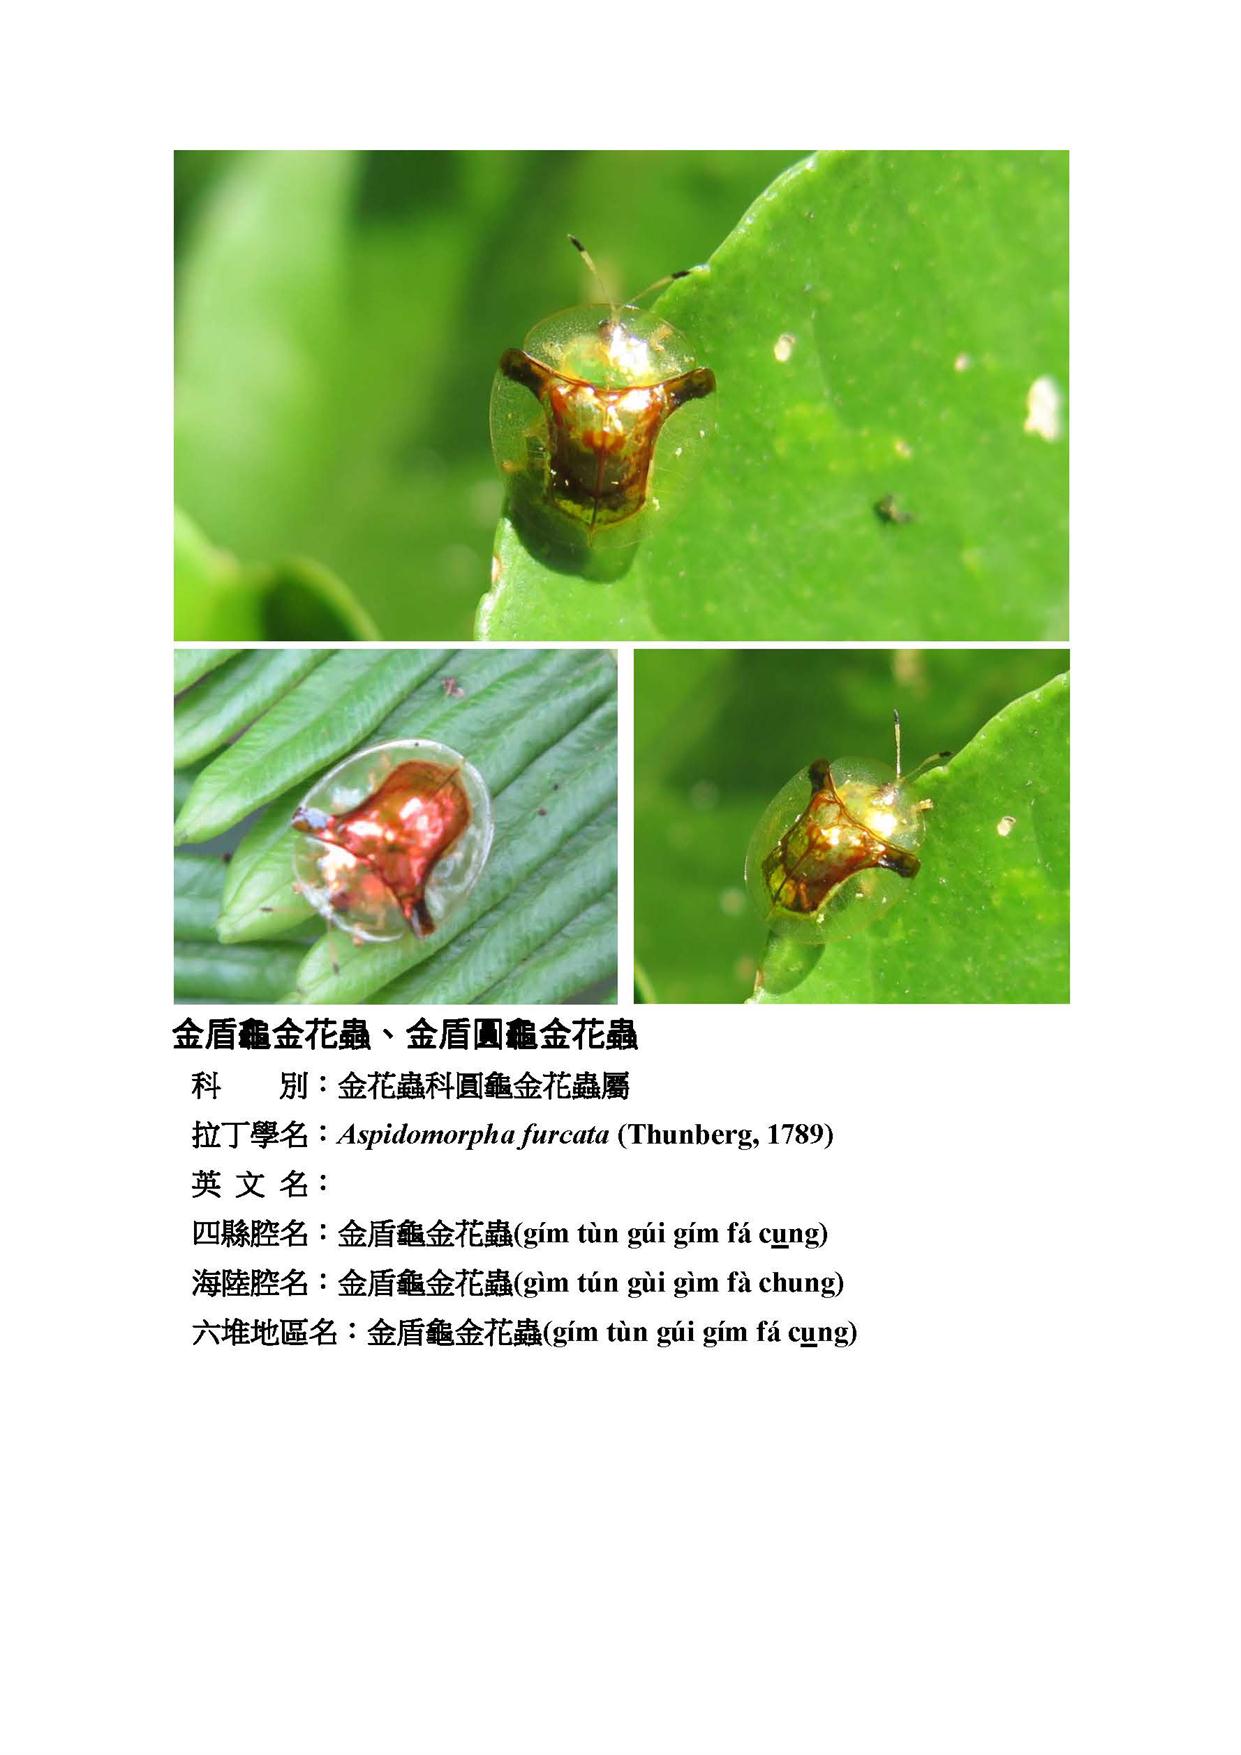 金盾龜金花蟲、金盾圓龜金花蟲
科　　別：金花蟲科圓龜金花蟲屬
拉丁學名：Aspidomorpha furcata (Thunberg, 1789)
英 文 名：
四縣腔名：金盾龜金花蟲(gím tùn gúi gím fá cung)
海陸腔名：金盾龜金花蟲(gìm tún gùi gìm fà chung)
六堆地區名：金盾龜金花蟲(gím tùn gúi gím fá cung)